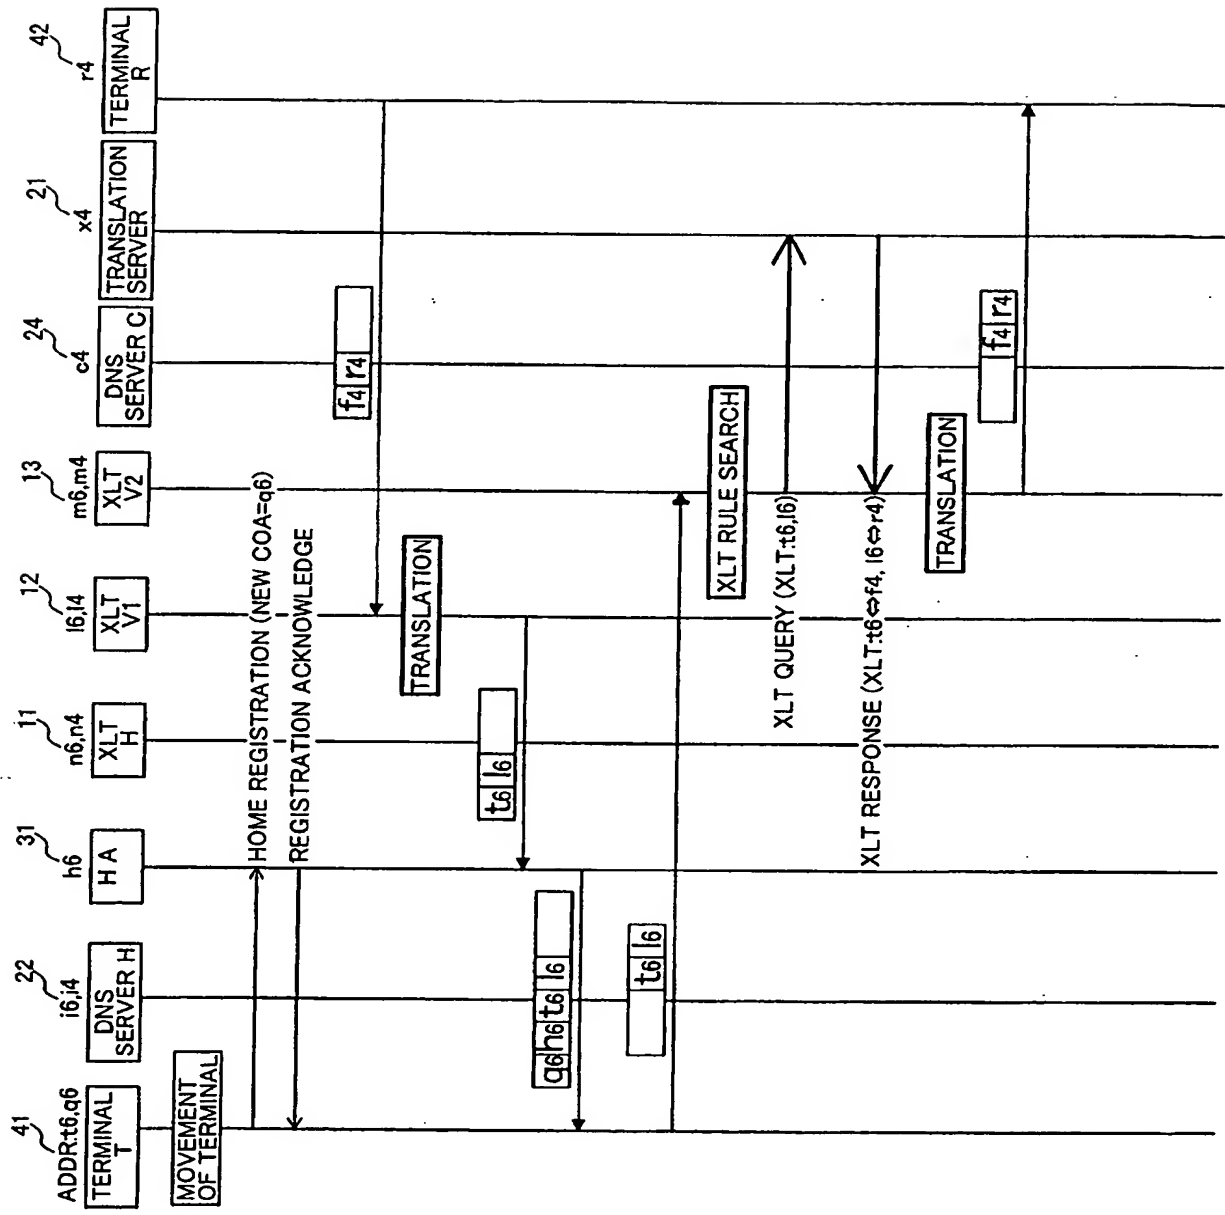 41
ADDR:t6,q6
TERMINAL
T
22
i6,i4
DNS
SERVER H
31
h6
H A
11
n6,n4
XLT
H
12
l6,l4
XLT
V1
13
m6,m4
XLT
V2
24
c4
DNS
SERVER C
21
x4
TRANSLATION
SERVER
42
r4
TERMINAL
R
MOVEMENT
OF TERMINAL
HOME REGISTRATION (NEW COA=q6)
REGISTRATION ACKNOWLEDGE
f4 r4
TRANSLATION
t6 l6
q6 h6 t6 l6
t6 l6
XLT RULE SEARCH
XLT QUERY (XLT:t6,l6)
XLT RESPONSE (XLT:t6⇔f4, l6⇔r4)
TRANSLATION
f4 r4